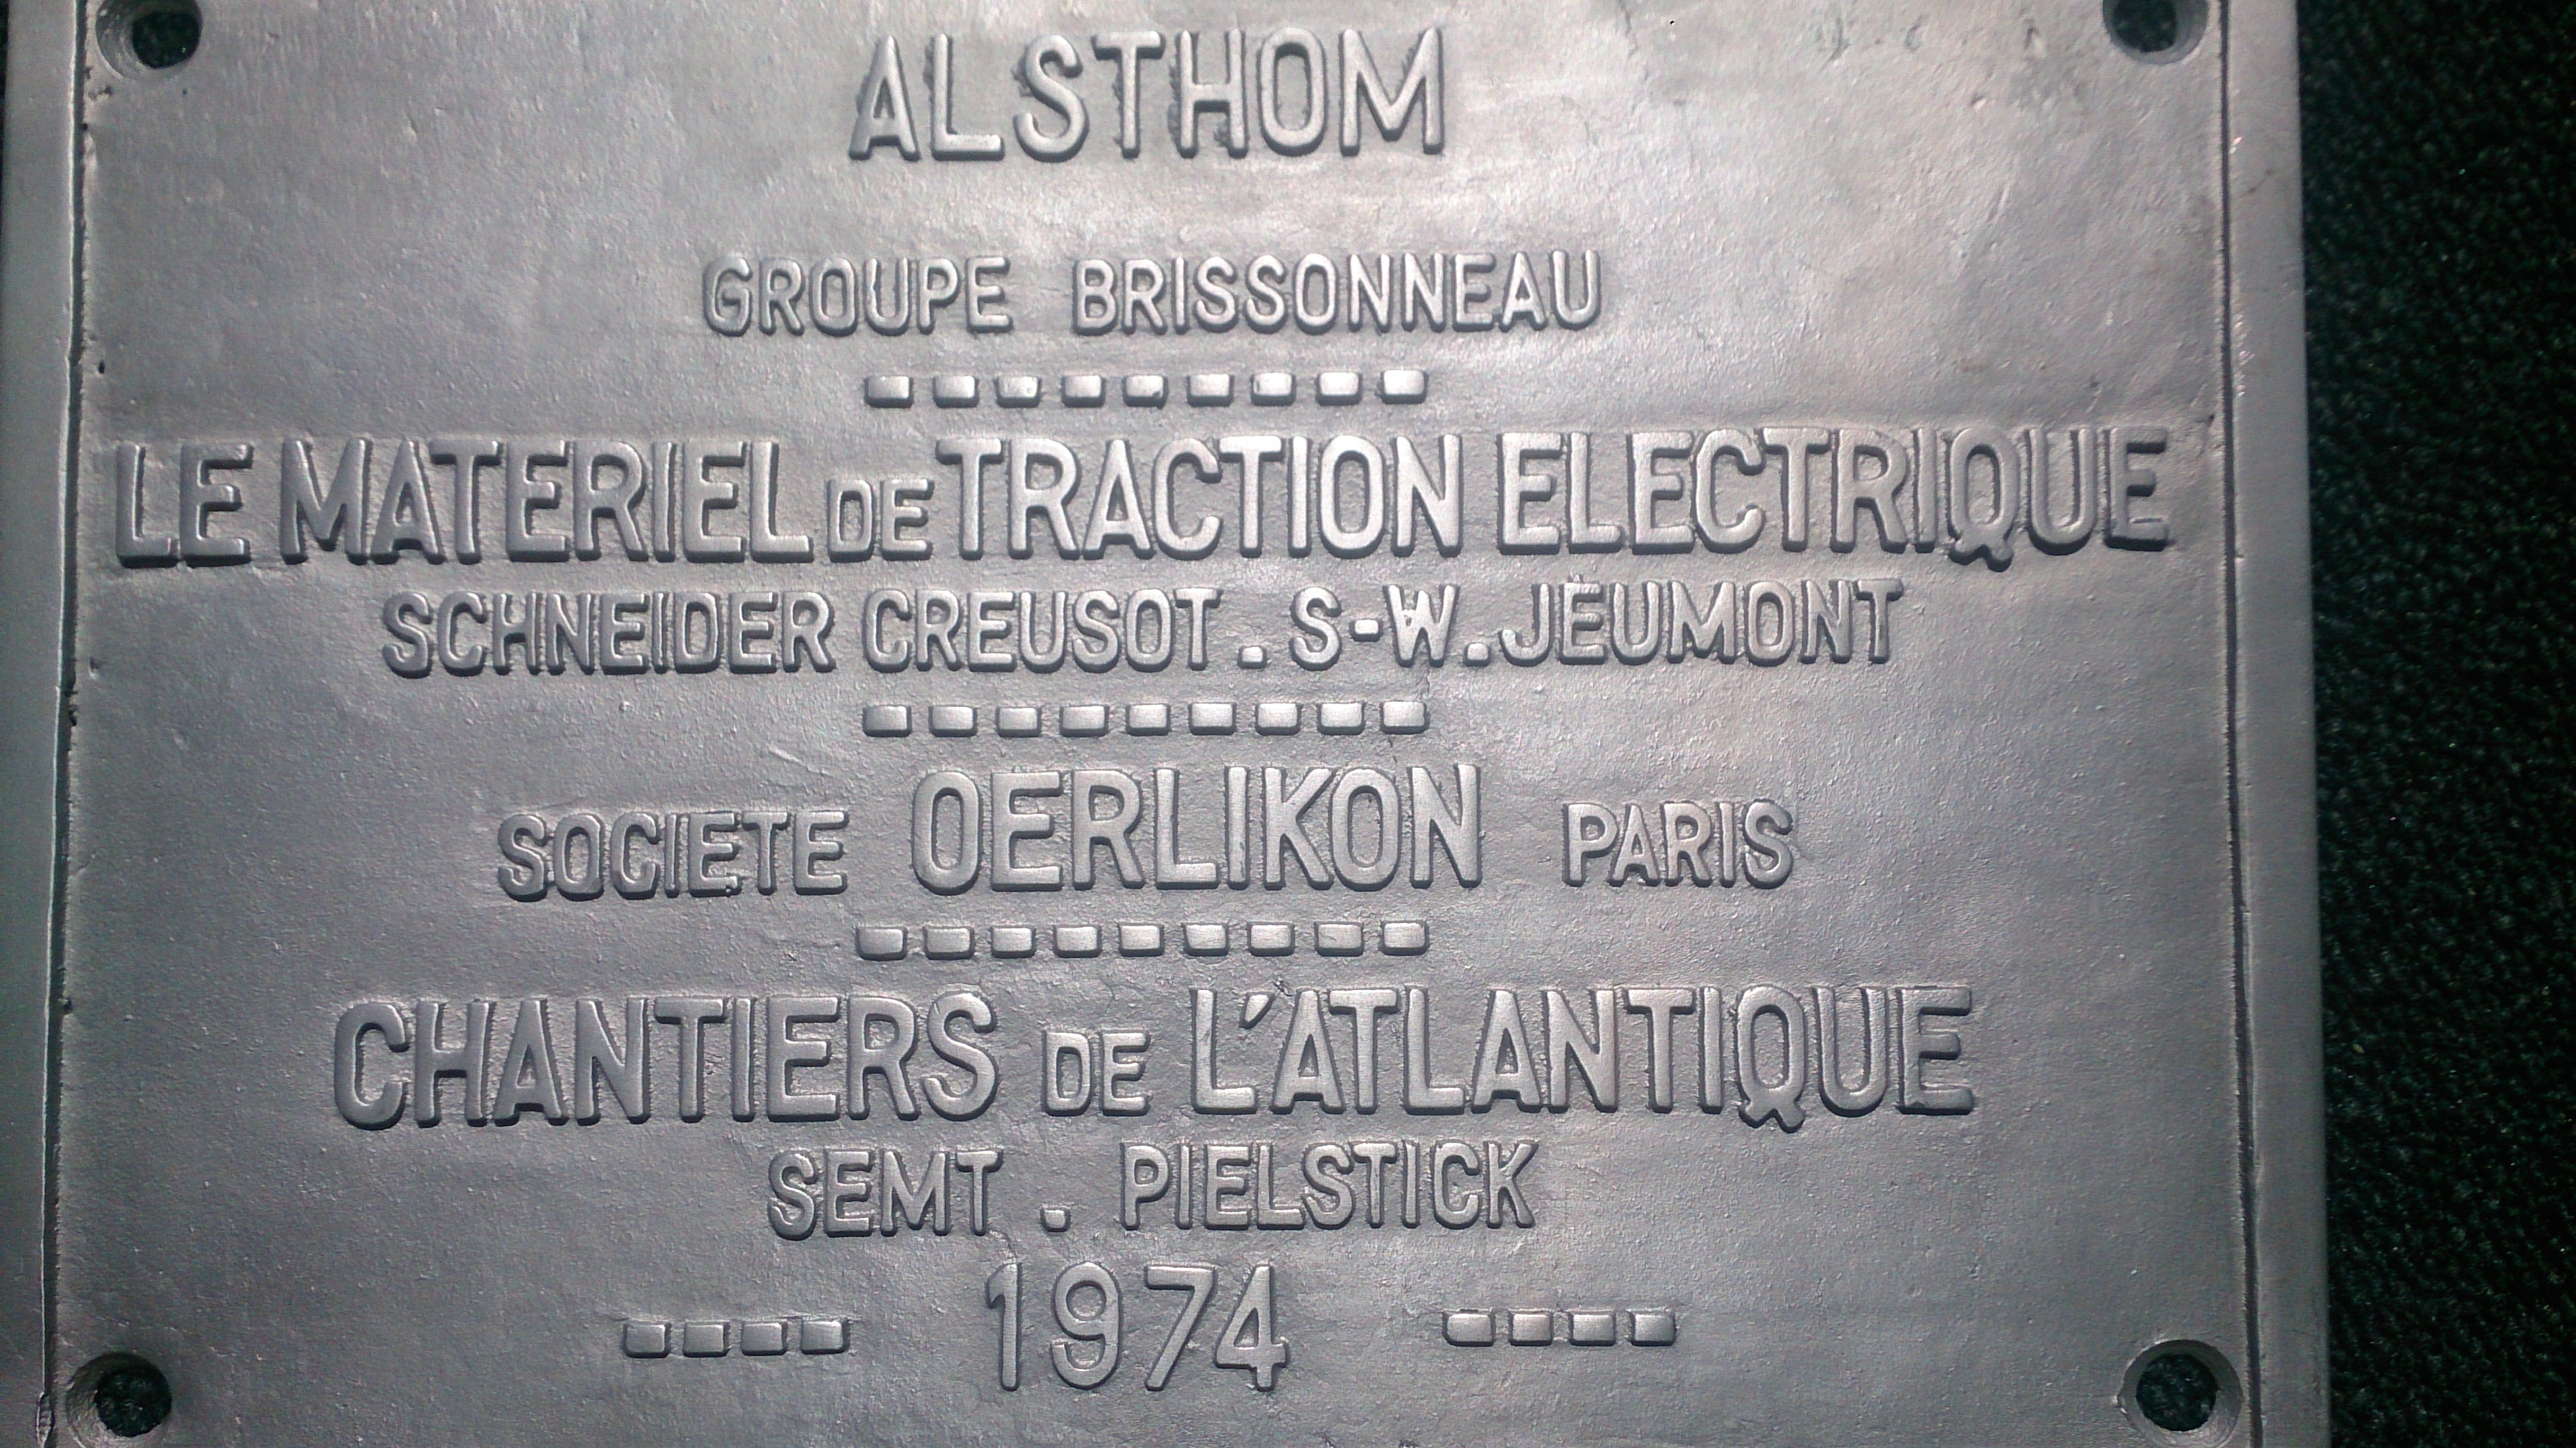 ALSTHOM
GROUPE BRISSONNEAU
LE MATERIEL DE TRACTION ELECTRIQUE
SCHNEIDER CREUSOT . S-W . JEUMONT
SOCIETE OERLIKON PARIS
CHANTIERS DE L'ATLANTIQUE
SEMT . PIELSTICK
1974